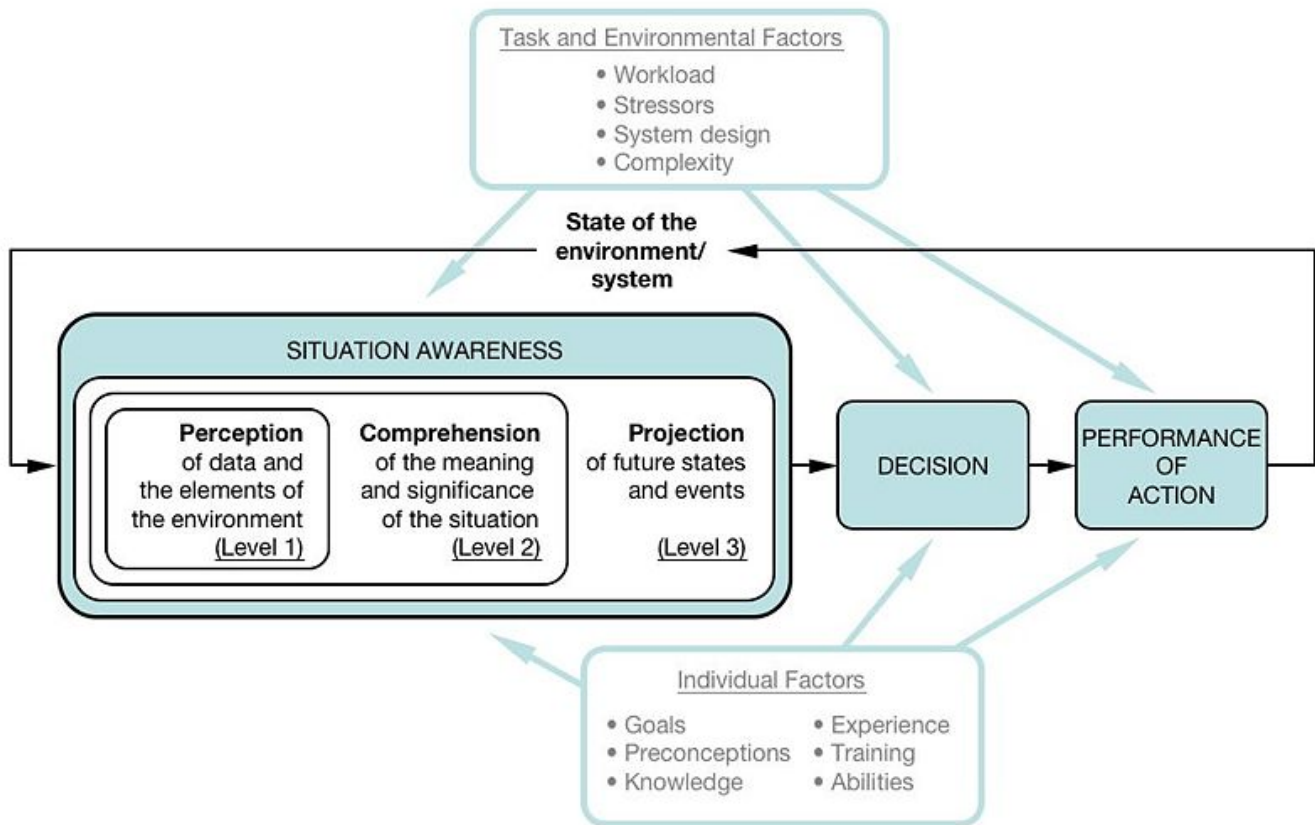 Task and Environmental Factors
• Workload
• Stressors
• System design
• Complexity
State of the
environment/
system
SITUATION AWARENESS
Perception
of data and
the elements of
the environment
(Level 1)
Comprehension
of the meaning
and significance
of the situation
(Level 2)
Projection
of future states
and events
(Level 3)
DECISION
PERFORMANCE
OF
ACTION
Individual Factors
• Goals
• Preconceptions
• Knowledge
• Experience
• Training
• Abilities